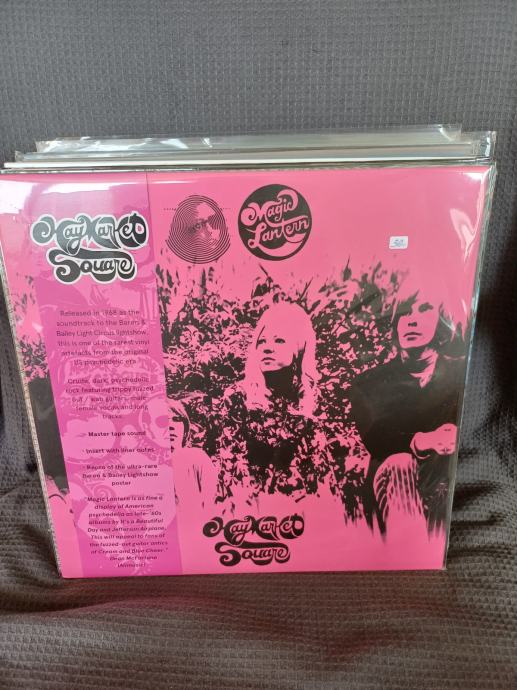 HayMarket
Square
Released in 1968 as the
soundtrack to the Baron &
Bailey Light Circus lightshow,
this is one of the rarest vinyl
artefacts from the original
US psychedelic era.
Crude, dark, psychedelic
rock featuring trippy fuzzed
out / wah guitars, male-
female vocals and long
tracks.
- Master tape sound
- Insert with liner notes
- Repro of the ultra-rare
Baron & Bailey Lightshow
poster
"Magic Lantern is as fine a
display of American
psychedelia as late-'60s
albums by It's a Beautiful
Day and Jefferson Airplane.
This will appeal to fans of
the fuzzed-out guitar antics
of Cream and Blue Cheer."
Dean McFarlane
(Allmusic)
Magic
Lantern
HayMarket
Square